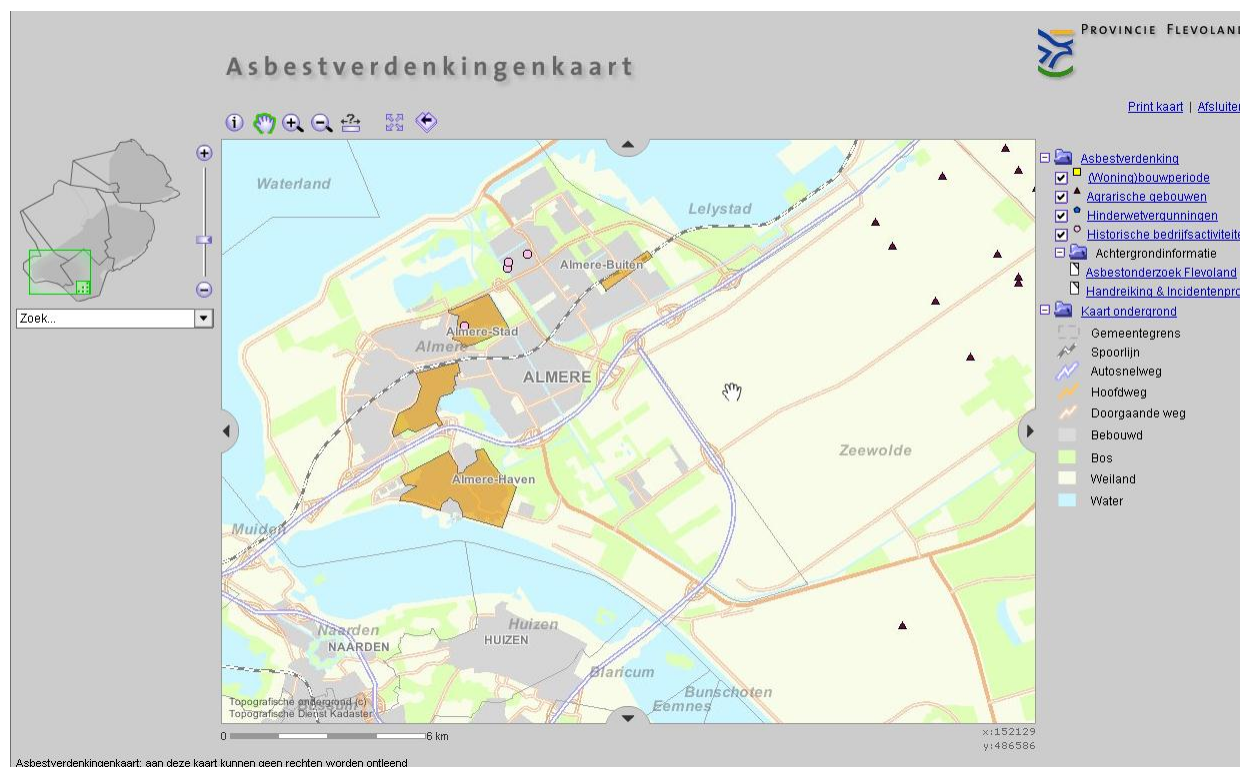 PROVINCIE FLEVOLAND
Asbestverdenkingenkaart
Print kaart | Afsluiten
Zoek...
Waterland
Lelystad
Almere-Buiten
Almere-Stad
Almere
ALMERE
Zeewolde
Almere-Haven
Muiden
Naarden
NAARDEN
Huizen
HUIZEN
Blaricum
Bunschoten
Eemnes
Bussum
Topografische ondergrond (c)
Topografische Dienst Kadaster
0 6 km
x:152129
y:486586
Asbestverdenking
(Woning)bouwperiode
Agrarische gebouwen
Hinderwetvergunningen
Historische bedrijfsactiviteite
Achtergrondinformatie
Asbestonderzoek Flevoland
Handreiking & Incidentenpro
Kaart ondergrond
Gemeentegrens
Spoorlijn
Autosnelweg
Hoofdweg
Doorgaande weg
Bebouwd
Bos
Weiland
Water
Asbestverdenkingenkaart: aan deze kaart kunnen geen rechten worden ontleend